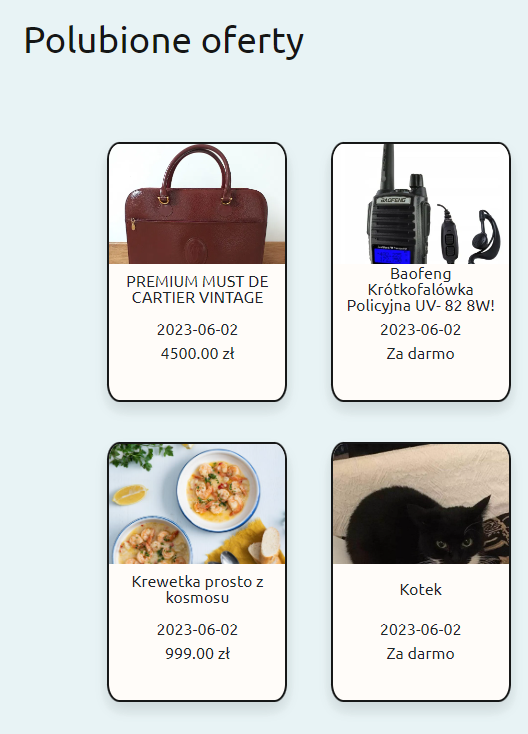 Polubione oferty
BAOFENG
PREMIUM MUST DE
CARTIER VINTAGE
2023-06-02
4500.00 zł
Baofeng
Krótkofalówka
Policyjna UV- 82 8W!
2023-06-02
Za darmo
Krewetka prosto z
kosmosu
2023-06-02
999.00 zł
Kotek
2023-06-02
Za darmo